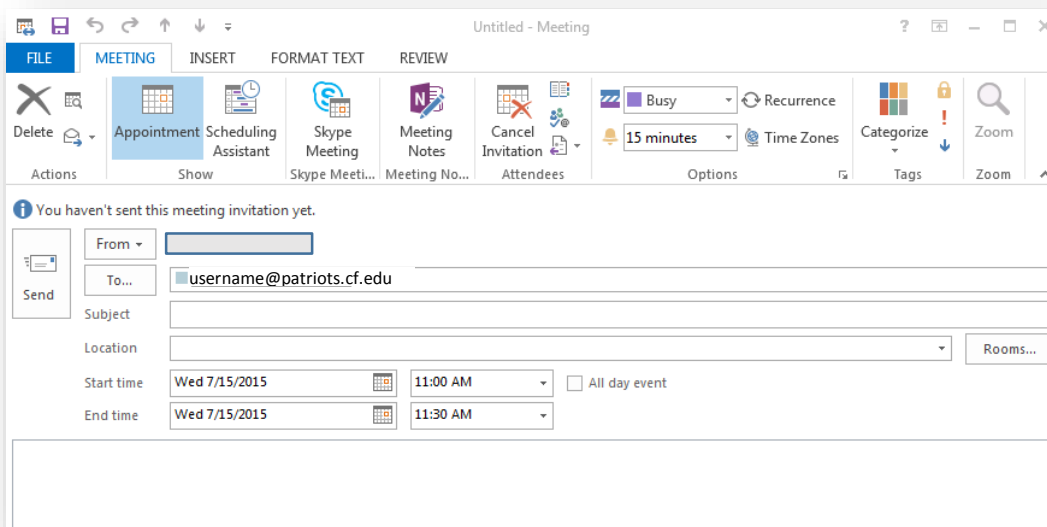 Untitled - Meeting
?
FILE MEETING INSERT FORMAT TEXT REVIEW
Delete Appointment Scheduling Assistant Skype Meeting Meeting Notes Cancel Invitation Busy Recurrence 15 minutes Time Zones Categorize Zoom
Actions Show Skype Meeti... Meeting No... Attendees Options Tags Zoom
You haven't sent this meeting invitation yet.
From
To... username@patriots.cf.edu
Send
Subject
Location Rooms...
Start time Wed 7/15/2015 11:00 AM All day event
End time Wed 7/15/2015 11:30 AM